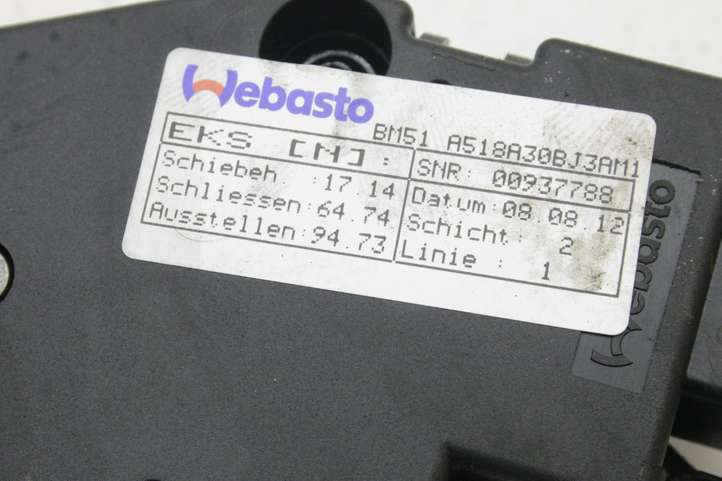 Webasto
BM51 A518A30BJ3AM1
EKS [N]:
SNR: 00937788
Schiebeh :17.14
Datum:08.08.12
Schliessen:64.74
Schicht: 2
Ausstellen:94.73
Linie : 1
Webasto